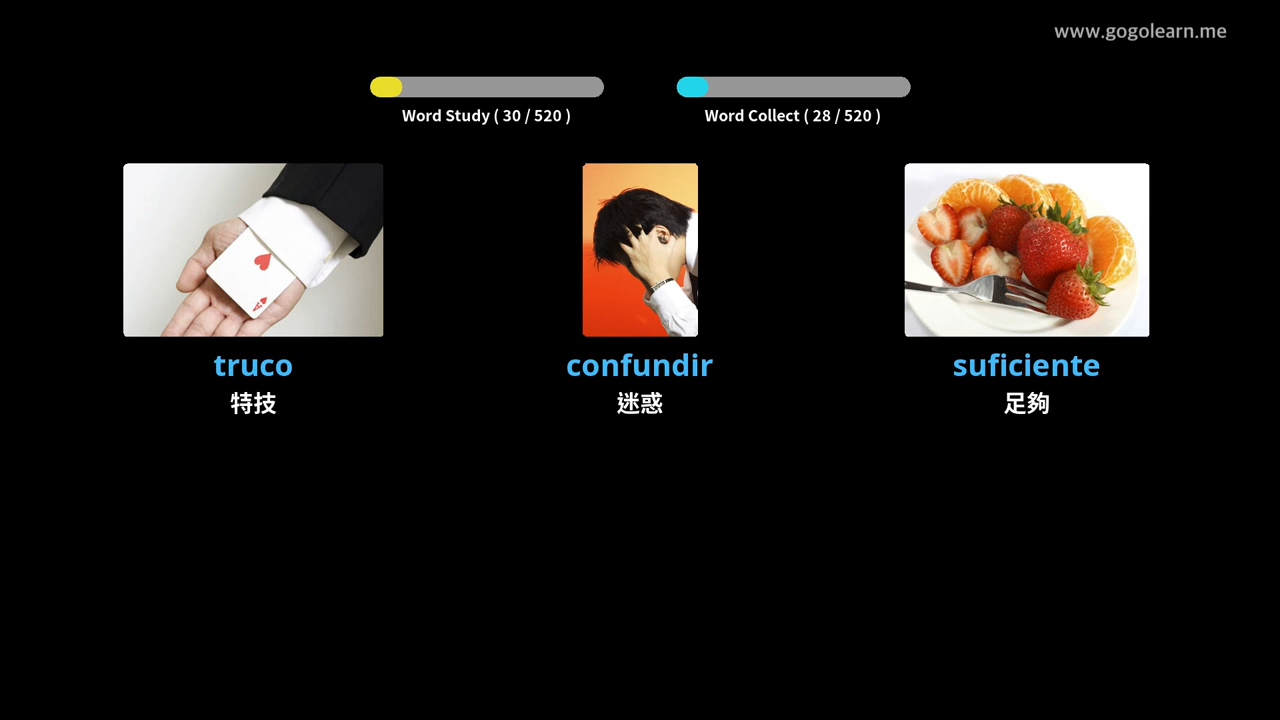 www.gogolearn.me
Word Study ( 30 / 520 )
Word Collect ( 28 / 520 )
A
truco
confundir
suficiente
特技
迷惑
足夠